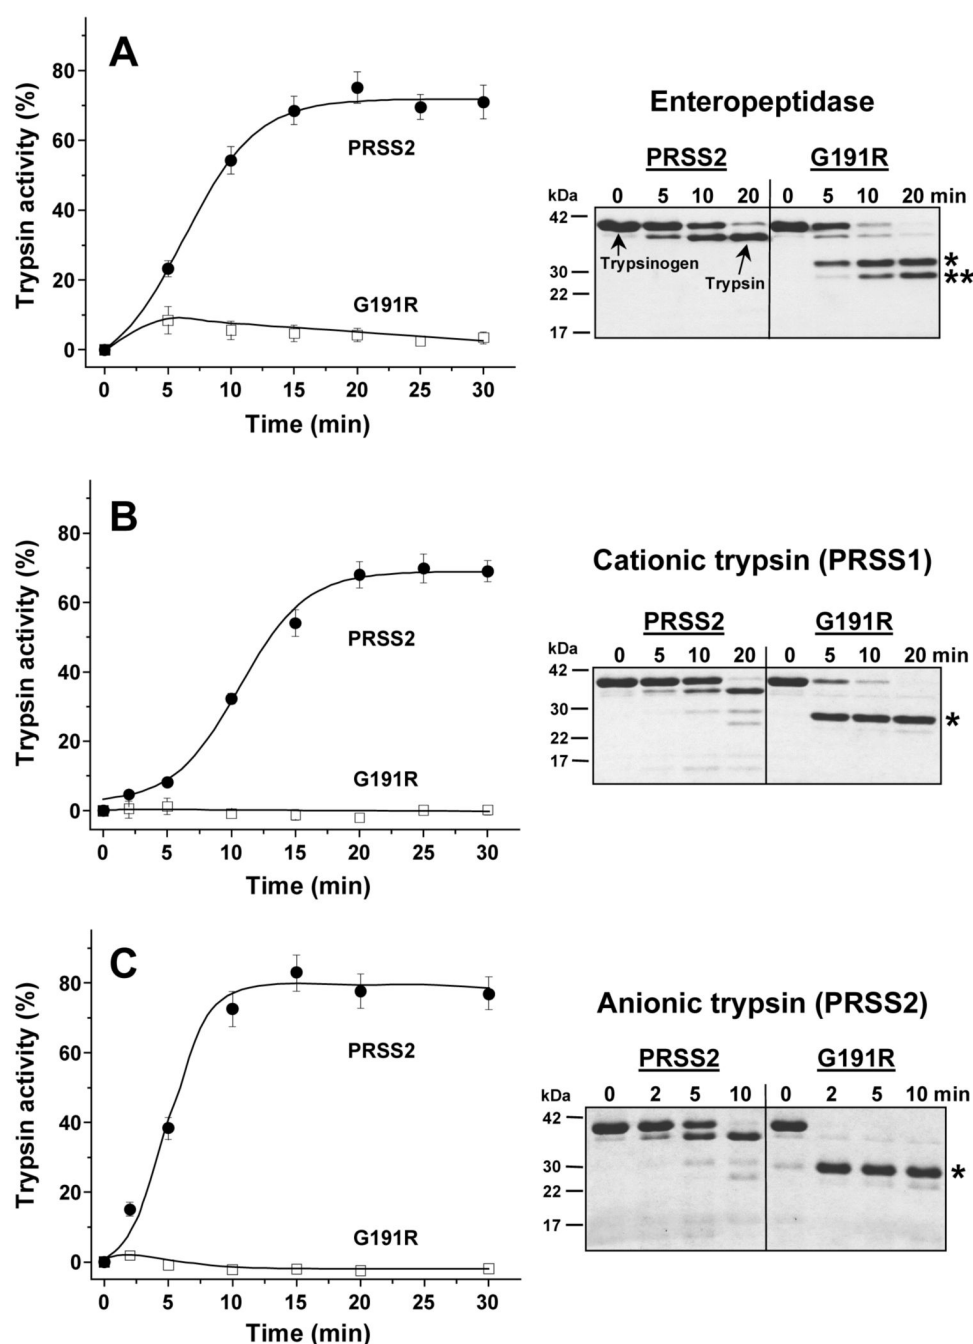 A
Trypsin activity (%)
80
60
40
20
0
PRSS2
G191R
0 5 10 15 20 25 30
Time (min)
Enteropeptidase
PRSS2 G191R
kDa 0 5 10 20 0 5 10 20 min
42
30
22
17
Trypsinogen
Trypsin
*
**
B
Trypsin activity (%)
80
60
40
20
0
PRSS2
G191R
0 5 10 15 20 25 30
Time (min)
Cationic trypsin (PRSS1)
PRSS2 G191R
kDa 0 5 10 20 0 5 10 20 min
42
30
22
17
*
C
Trypsin activity (%)
80
60
40
20
0
PRSS2
G191R
0 5 10 15 20 25 30
Time (min)
Anionic trypsin (PRSS2)
PRSS2 G191R
kDa 0 2 5 10 0 2 5 10 min
42
30
22
17
*